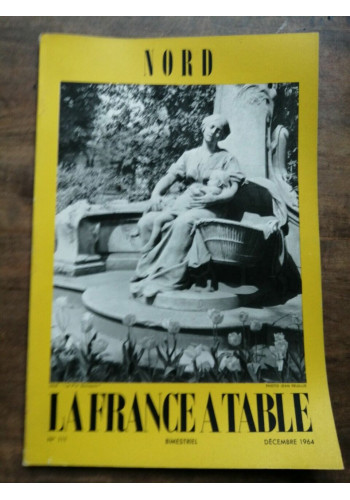 NORD
LA FRANCE A TABLE
BIMESTRIEL
DÉCEMBRE 1964